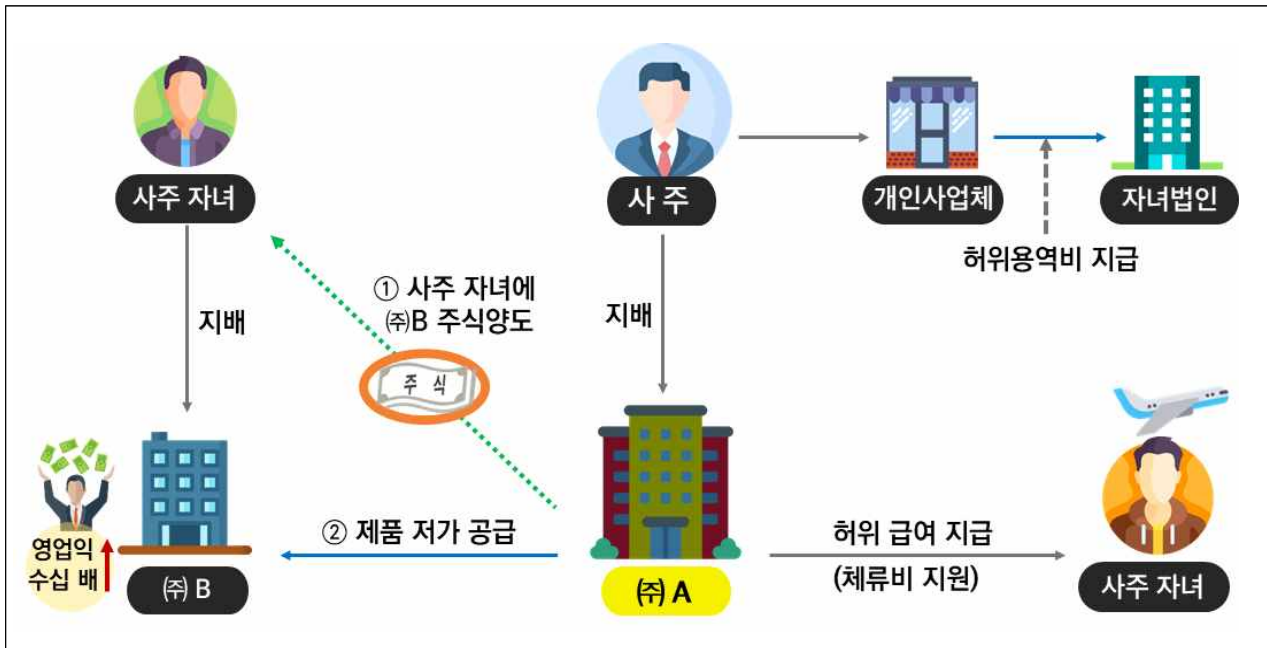 사주 자녀
사 주
개인사업체
자녀법인
허위용역비 지급
① 사주 자녀에
㈜B 주식양도
지배
지배
주 식
영업익
수십 배
㈜ B
② 제품 저가 공급
㈜ A
허위 급여 지급
(체류비 지원)
사주 자녀